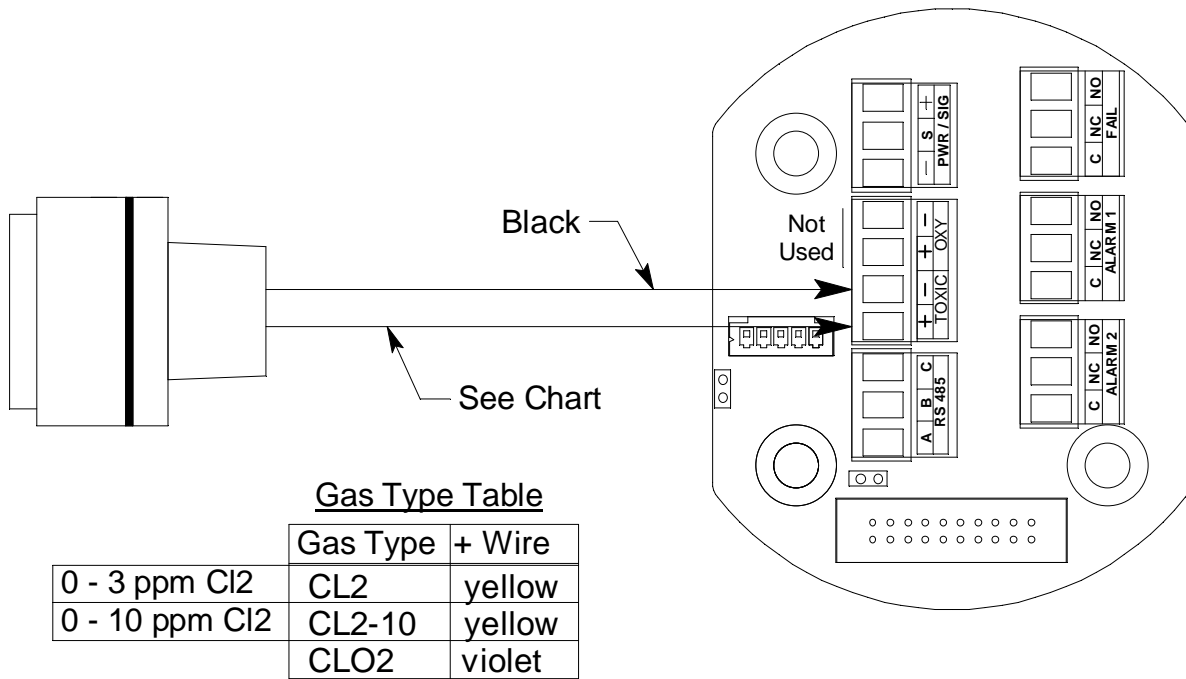 +
S
−
PWR / SIG
NO
NC
C
FAIL
Black
Not
Used
−
+
OXY
−
+
TOXIC
NO
NC
C
ALARM 1
See Chart
C
B
A
RS 485
NO
NC
C
ALARM 2
Gas Type Table
Gas Type + Wire
0 - 3 ppm Cl2 CL2 yellow
0 - 10 ppm Cl2 CL2-10 yellow
CLO2 violet